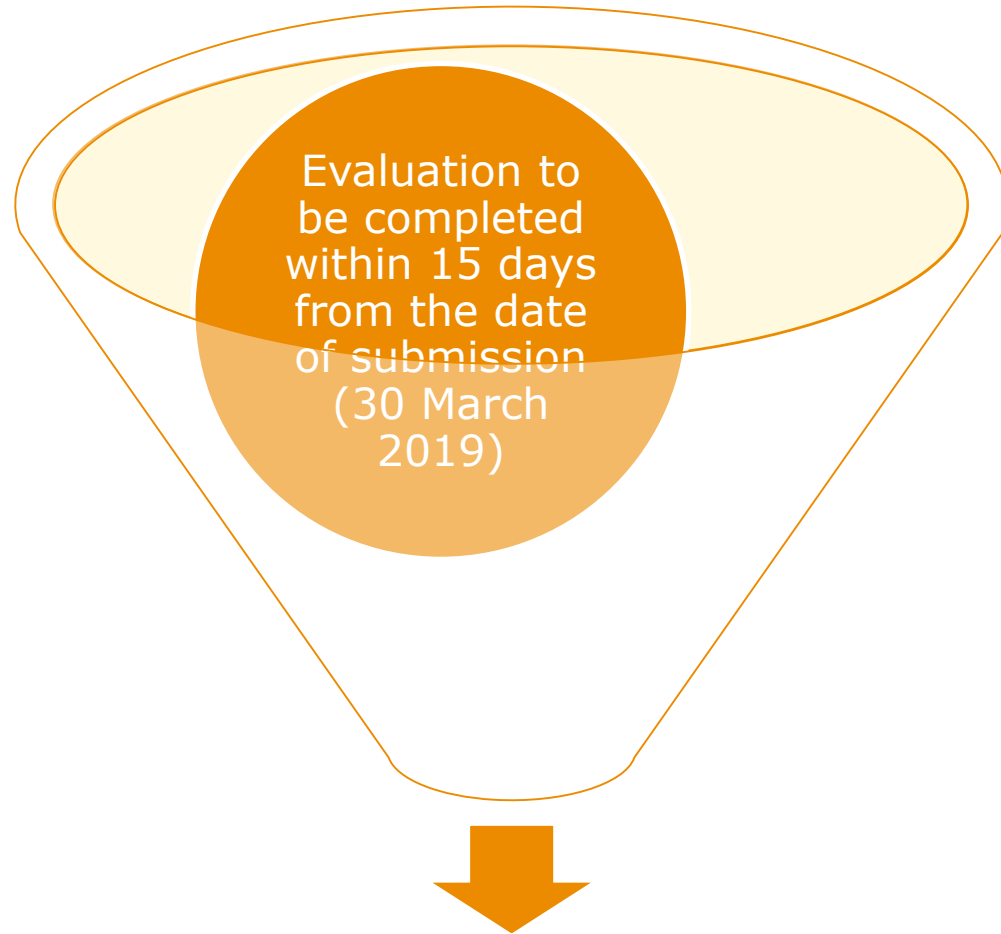 Evaluation to
be completed
within 15 days
from the date
of submission
(30 March
2019)